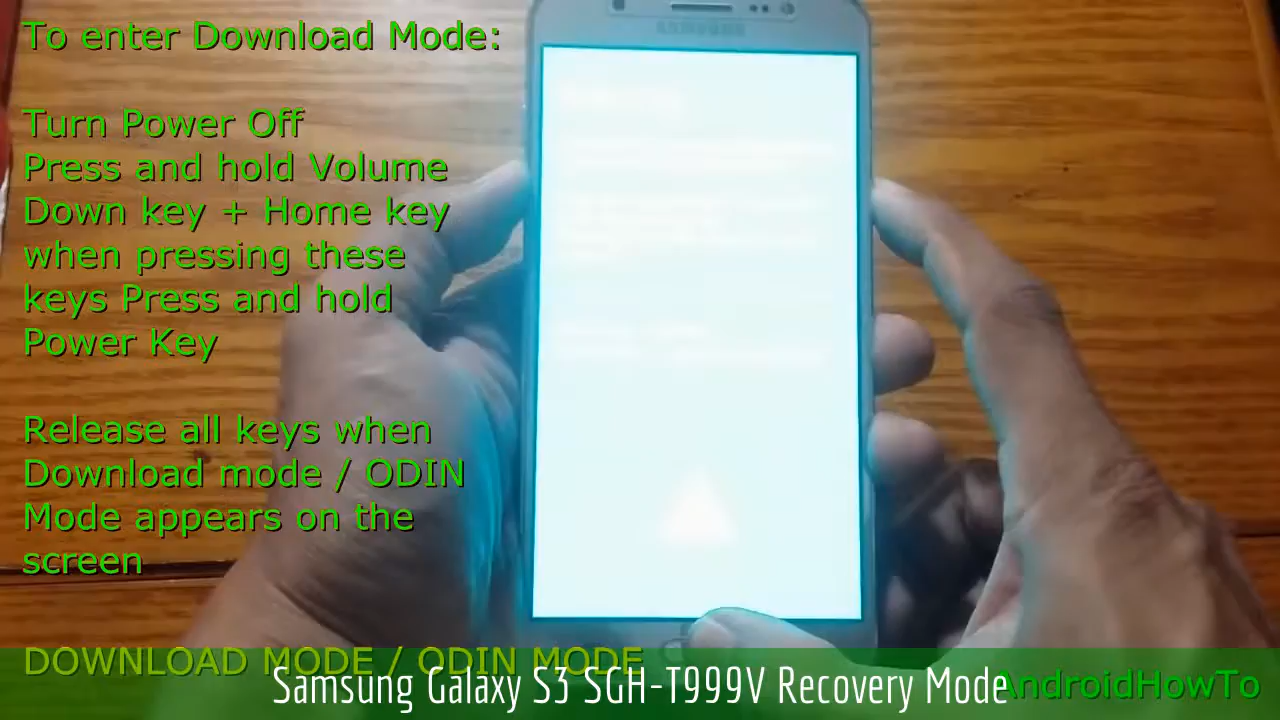 To enter Download Mode:
Turn Power Off
Press and hold Volume
Down key + Home key
when pressing these
keys Press and hold
Power Key
Release all keys when
Download mode / ODIN
Mode appears on the
screen
DOWNLOAD MODE / ODIN MODE
Samsung Galaxy S3 SGH-T999V Recovery Mode
AndroidHowTo
SAMSUNG